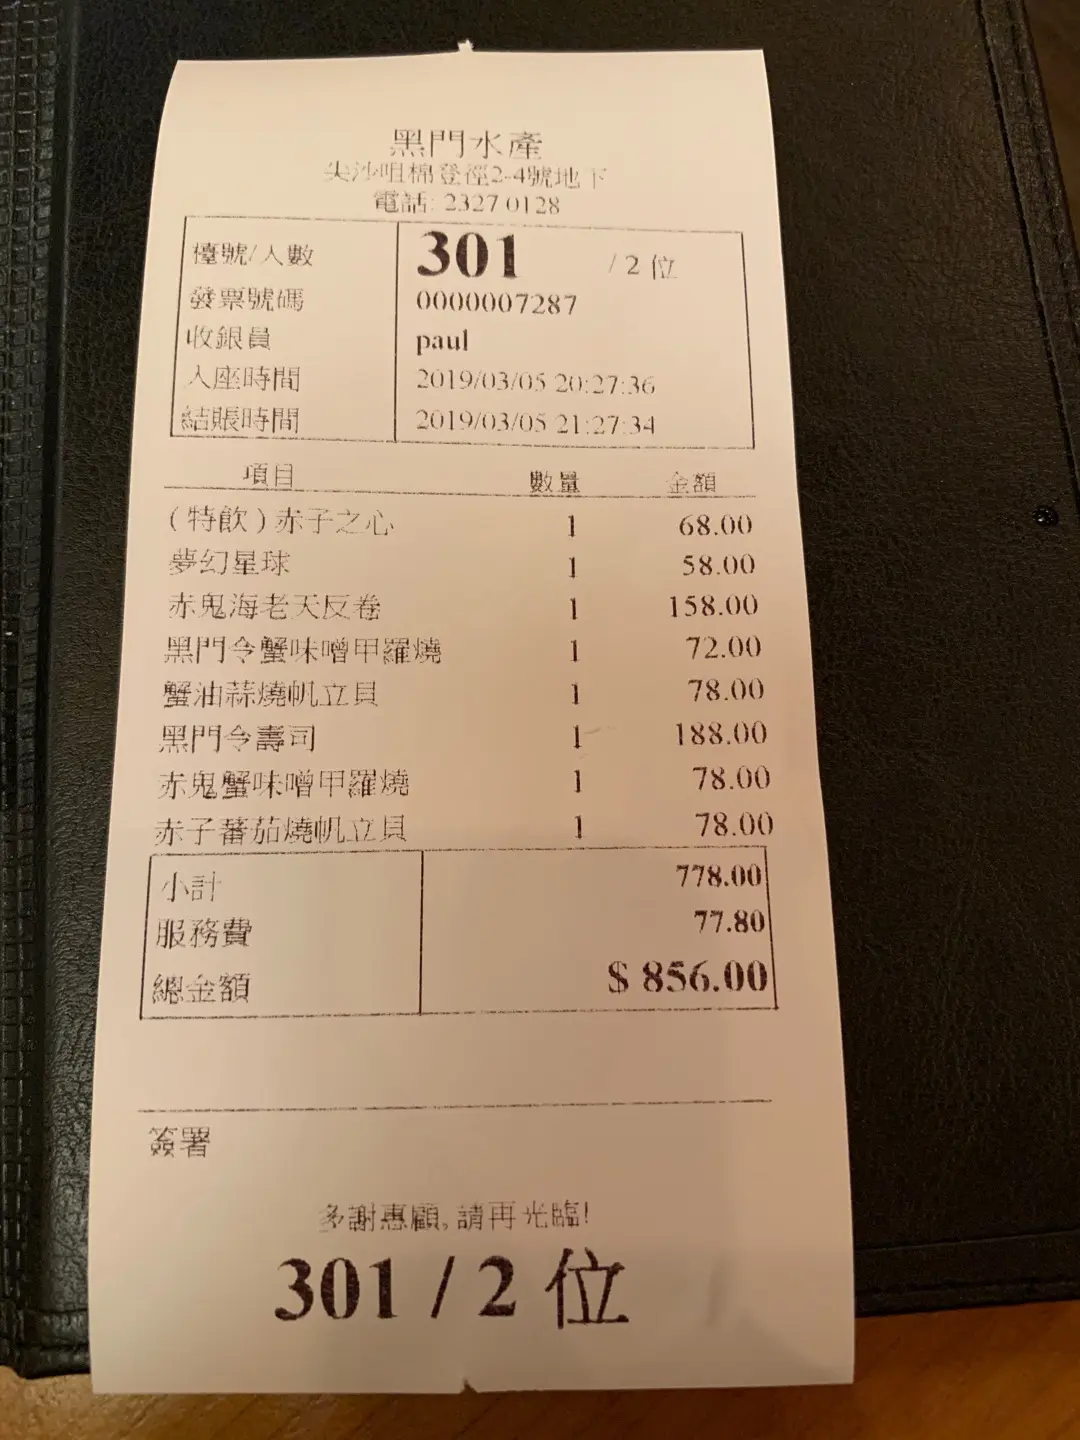 黑門水產
尖沙咀棉登徑2-4號地下
電話: 2327 0128
檯號/人數 301 / 2 位
發票號碼 0000007287
收銀員 paul
入座時間 2019/03/05 20:27:36
結賬時間 2019/03/05 21:27:34
項目 數量 金額
(特飲)赤子之心 1 68.00
夢幻星球 1 58.00
赤鬼海老天反卷 1 158.00
黑門令蟹味噌甲羅燒 1 72.00
蟹油蒜燒帆立貝 1 78.00
黑門令壽司 1 188.00
赤鬼蟹味噌甲羅燒 1 78.00
赤子蕃茄燒帆立貝 1 78.00
小計 778.00
服務費 77.80
總金額 $ 856.00
簽署
多謝惠顧,請再光臨!
301 / 2 位